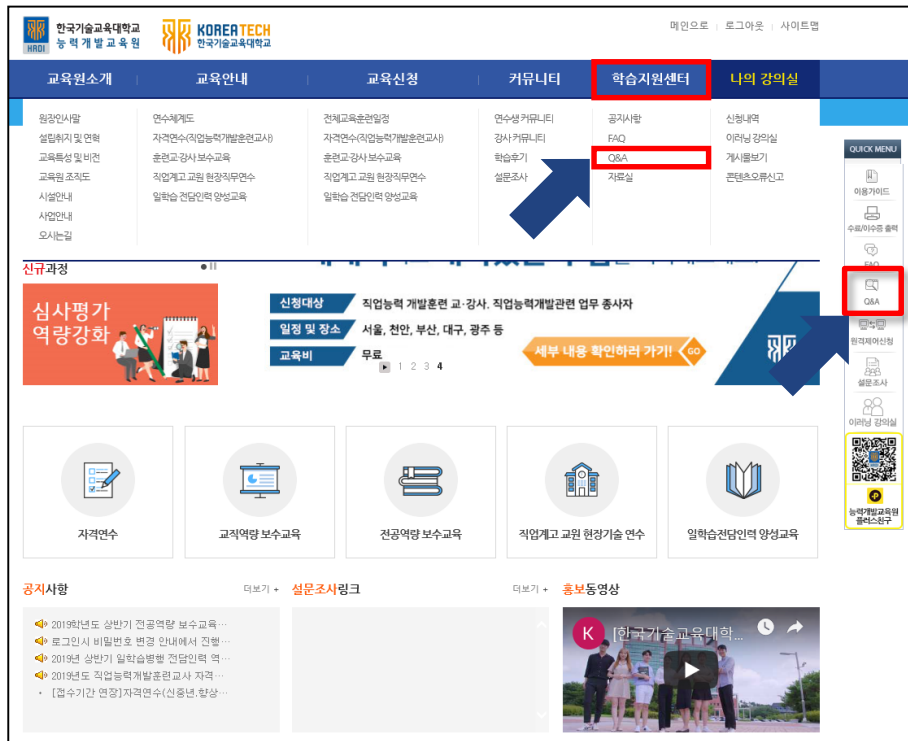 한국기술교육대학교
능력개발교육원
HRDI
KOREATECH
한국기술교육대학교
메인으로 로그아웃 사이트맵
교육원소개 교육안내 교육신청 커뮤니티 학습지원센터 나의 강의실
원장인사말 연수체계도 전체교육훈련일정 연수생 커뮤니티 공지사항 신청내역
설립취지 및 연혁 자격연수(직업능력개발훈련교사) 자격연수(직업능력개발훈련교사) 강사 커뮤니티 FAQ 이러닝 강의실
교육특성 및 비전 훈련교·강사 보수교육 훈련교·강사 보수교육 학습후기 Q&A 게시물보기
교육원 조직도 직업계고 교원 현장직무연수 직업계고 교원 현장직무연수 설문조사 자료실 콘텐츠오류신고
시설안내 일학습 전담인력 양성교육 일학습 전담인력 양성교육
사업안내
오시는길
QUICK MENU
이용가이드
수료/이수증 출력
FAQ
Q&A
원격제어신청
설문조사
이러닝 강의실
능력개발교육원
플러스친구
신규과정
심사평가
역량강화
신청대상 직업능력 개발훈련 교·강사. 직업능력개발관련 업무 종사자
일정 및 장소 서울, 천안, 부산, 대구, 광주 등
교육비 무료
세부 내용 확인하러 가기! GO
1 2 3 4
자격연수 교직역량 보수교육 전공역량 보수교육 직업계고 교원 현장기술 연수 일학습전담인력 양성교육
공지사항 더보기 + 설문조사링크 더보기 + 홍보동영상
2019학년도 상반기 전공역량 보수교육…
로그인시 비밀번호 변경 안내에서 진행…
2019년 상반기 일학습병행 전담인력 역…
2019년도 직업능력개발훈련교사 자격…
· [접수기간 연장]자격연수(신중년,향상…
K [한국기술교육대학...